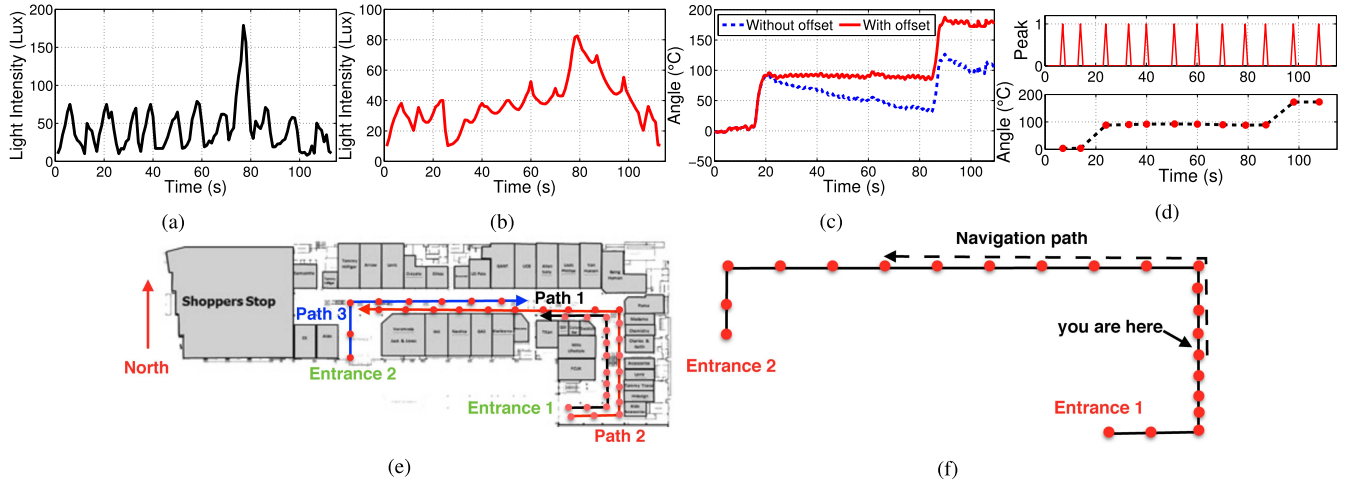 Light Intensity (Lux)
200
150
100
50
0
0 20 40 60 80 100
Time (s)
(a)
Light Intensity (Lux)
100
80
60
40
20
0
0 20 40 60 80 100
Time (s)
(b)
Angle (°C)
200
150
100
50
0
−50
Without offset
With offset
0 20 40 60 80 100
Time (s)
(c)
Peak
1
0
0 20 40 60 80 100
Angle (°C)
200
100
0
0 20 40 60 80 100
Time (s)
(d)
Shoppers Stop
North
Path 3
Path 1
Entrance 2
Entrance 1
Path 2
(e)
Navigation path
you are here
Entrance 2
Entrance 1
(f)